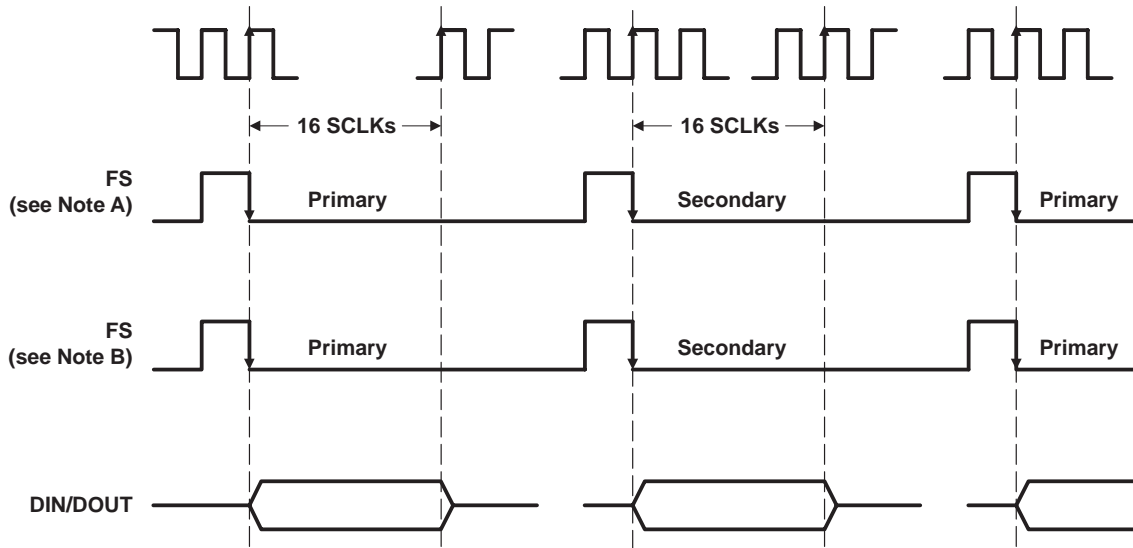 16 SCLKs
16 SCLKs
FS
(see Note A)
Primary
Secondary
Primary
FS
(see Note B)
Primary
Secondary
Primary
DIN/DOUT